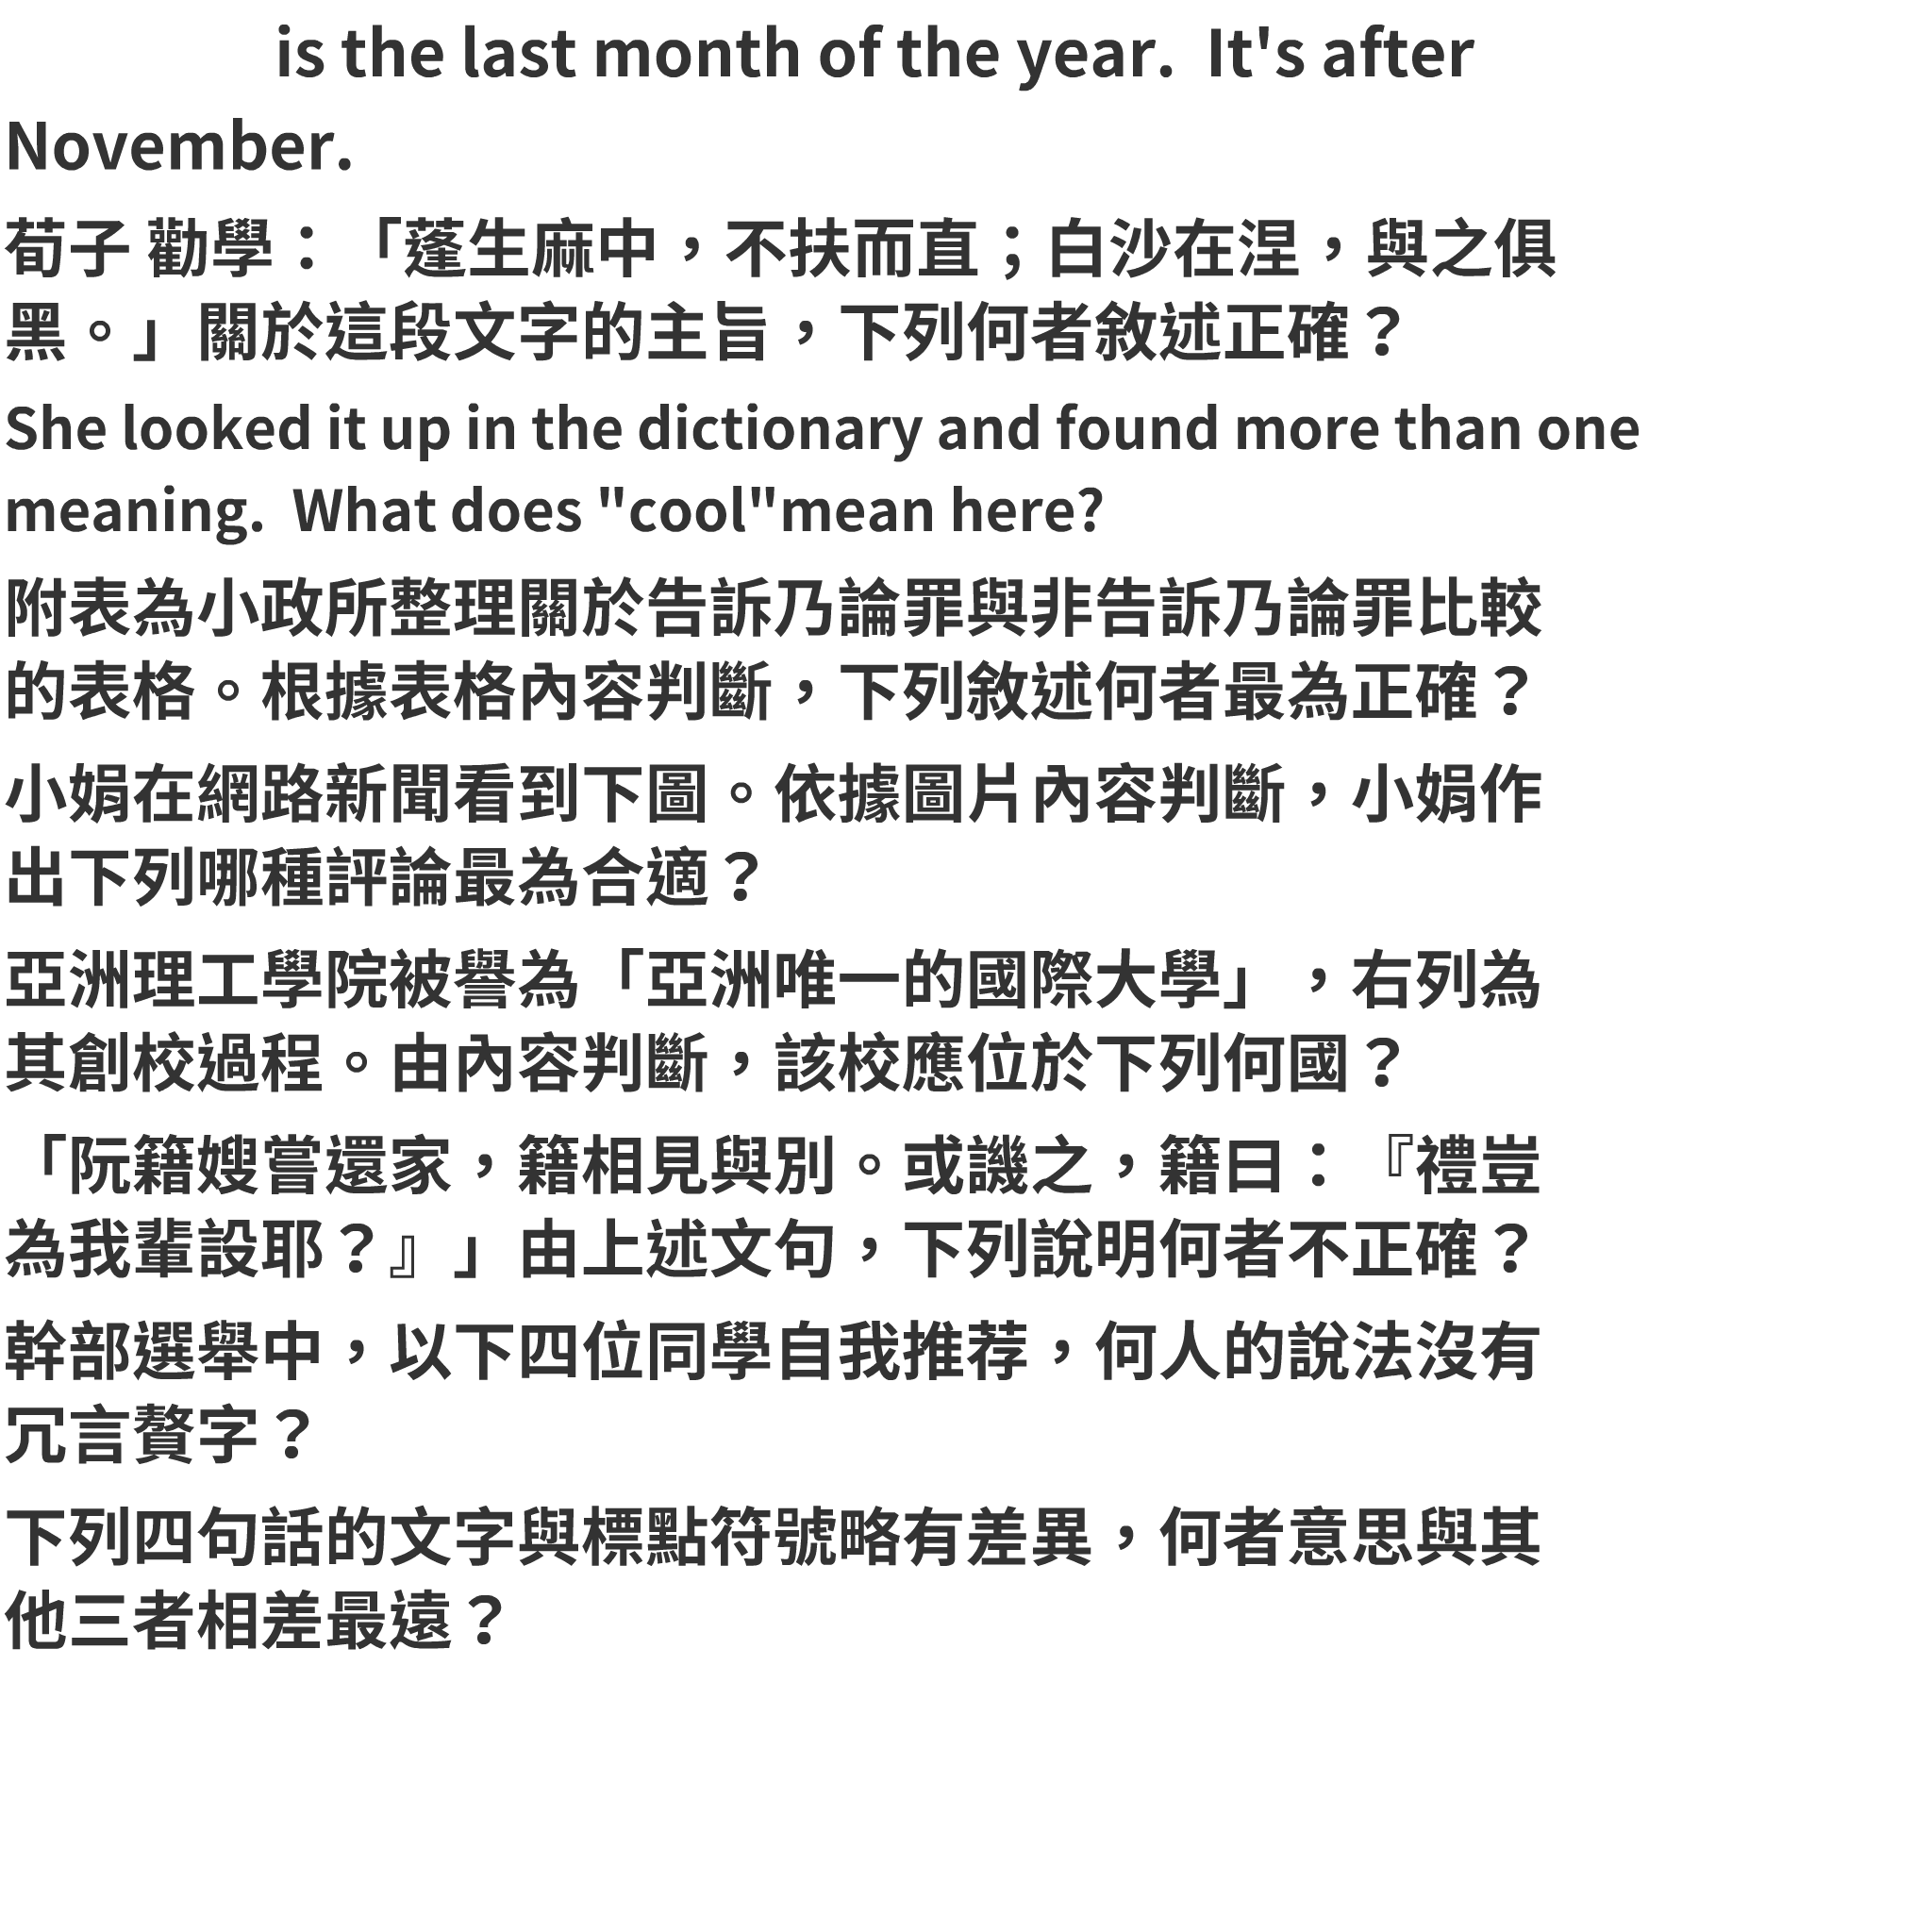 is the last month of the year.  It's after
November.
荀子 勸學：「蓬生麻中，不扶而直；白沙在涅，與之俱
黑。」關於這段文字的主旨，下列何者敘述正確？
She looked it up in the dictionary and found more than one
meaning.  What does "cool"mean here?
附表為小政所整理關於告訴乃論罪與非告訴乃論罪比較
的表格。根據表格內容判斷，下列敘述何者最為正確？
小娟在網路新聞看到下圖。依據圖片內容判斷，小娟作
出下列哪種評論最為合適？
亞洲理工學院被譽為「亞洲唯一的國際大學」，右列為
其創校過程。由內容判斷，該校應位於下列何國？
「阮籍嫂嘗還家，籍相見與別。或譏之，籍曰：『禮豈
為我輩設耶？』」由上述文句，下列說明何者不正確？
幹部選舉中，以下四位同學自我推荐，何人的說法沒有
冗言贅字？
下列四句話的文字與標點符號略有差異，何者意思與其
他三者相差最遠？